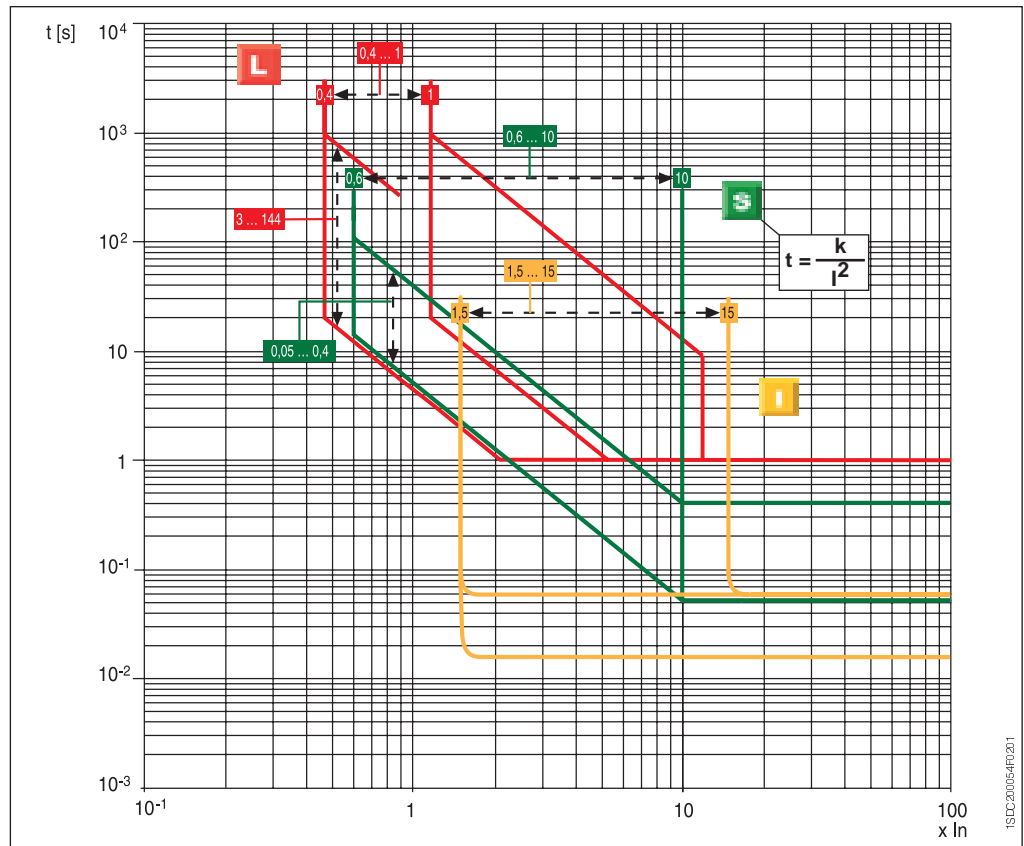 t [s]
10⁴
10³
10²
10
1
10⁻¹
10⁻²
10⁻³
L
0,4 ... 1
0,4
1
0,6 ... 10
0,6
10
S
t = k / I²
3 ... 144
1,5 ... 15
1,5
15
0,05 ... 0,4
I
10⁻¹
1
10
100
x In
1SDC200054F0201